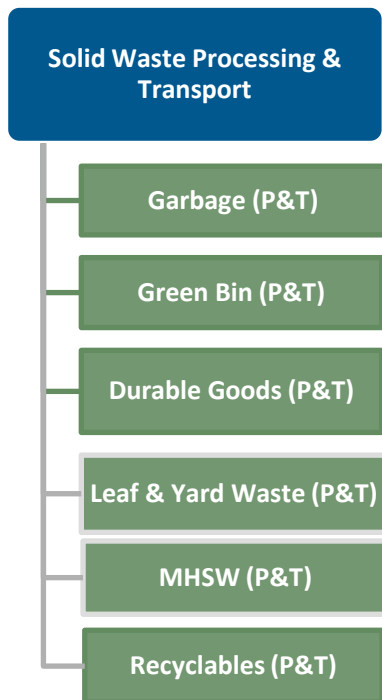 Solid Waste Processing &
Transport
Garbage (P&T)
Green Bin (P&T)
Durable Goods (P&T)
Leaf & Yard Waste (P&T)
MHSW (P&T)
Recyclables (P&T)